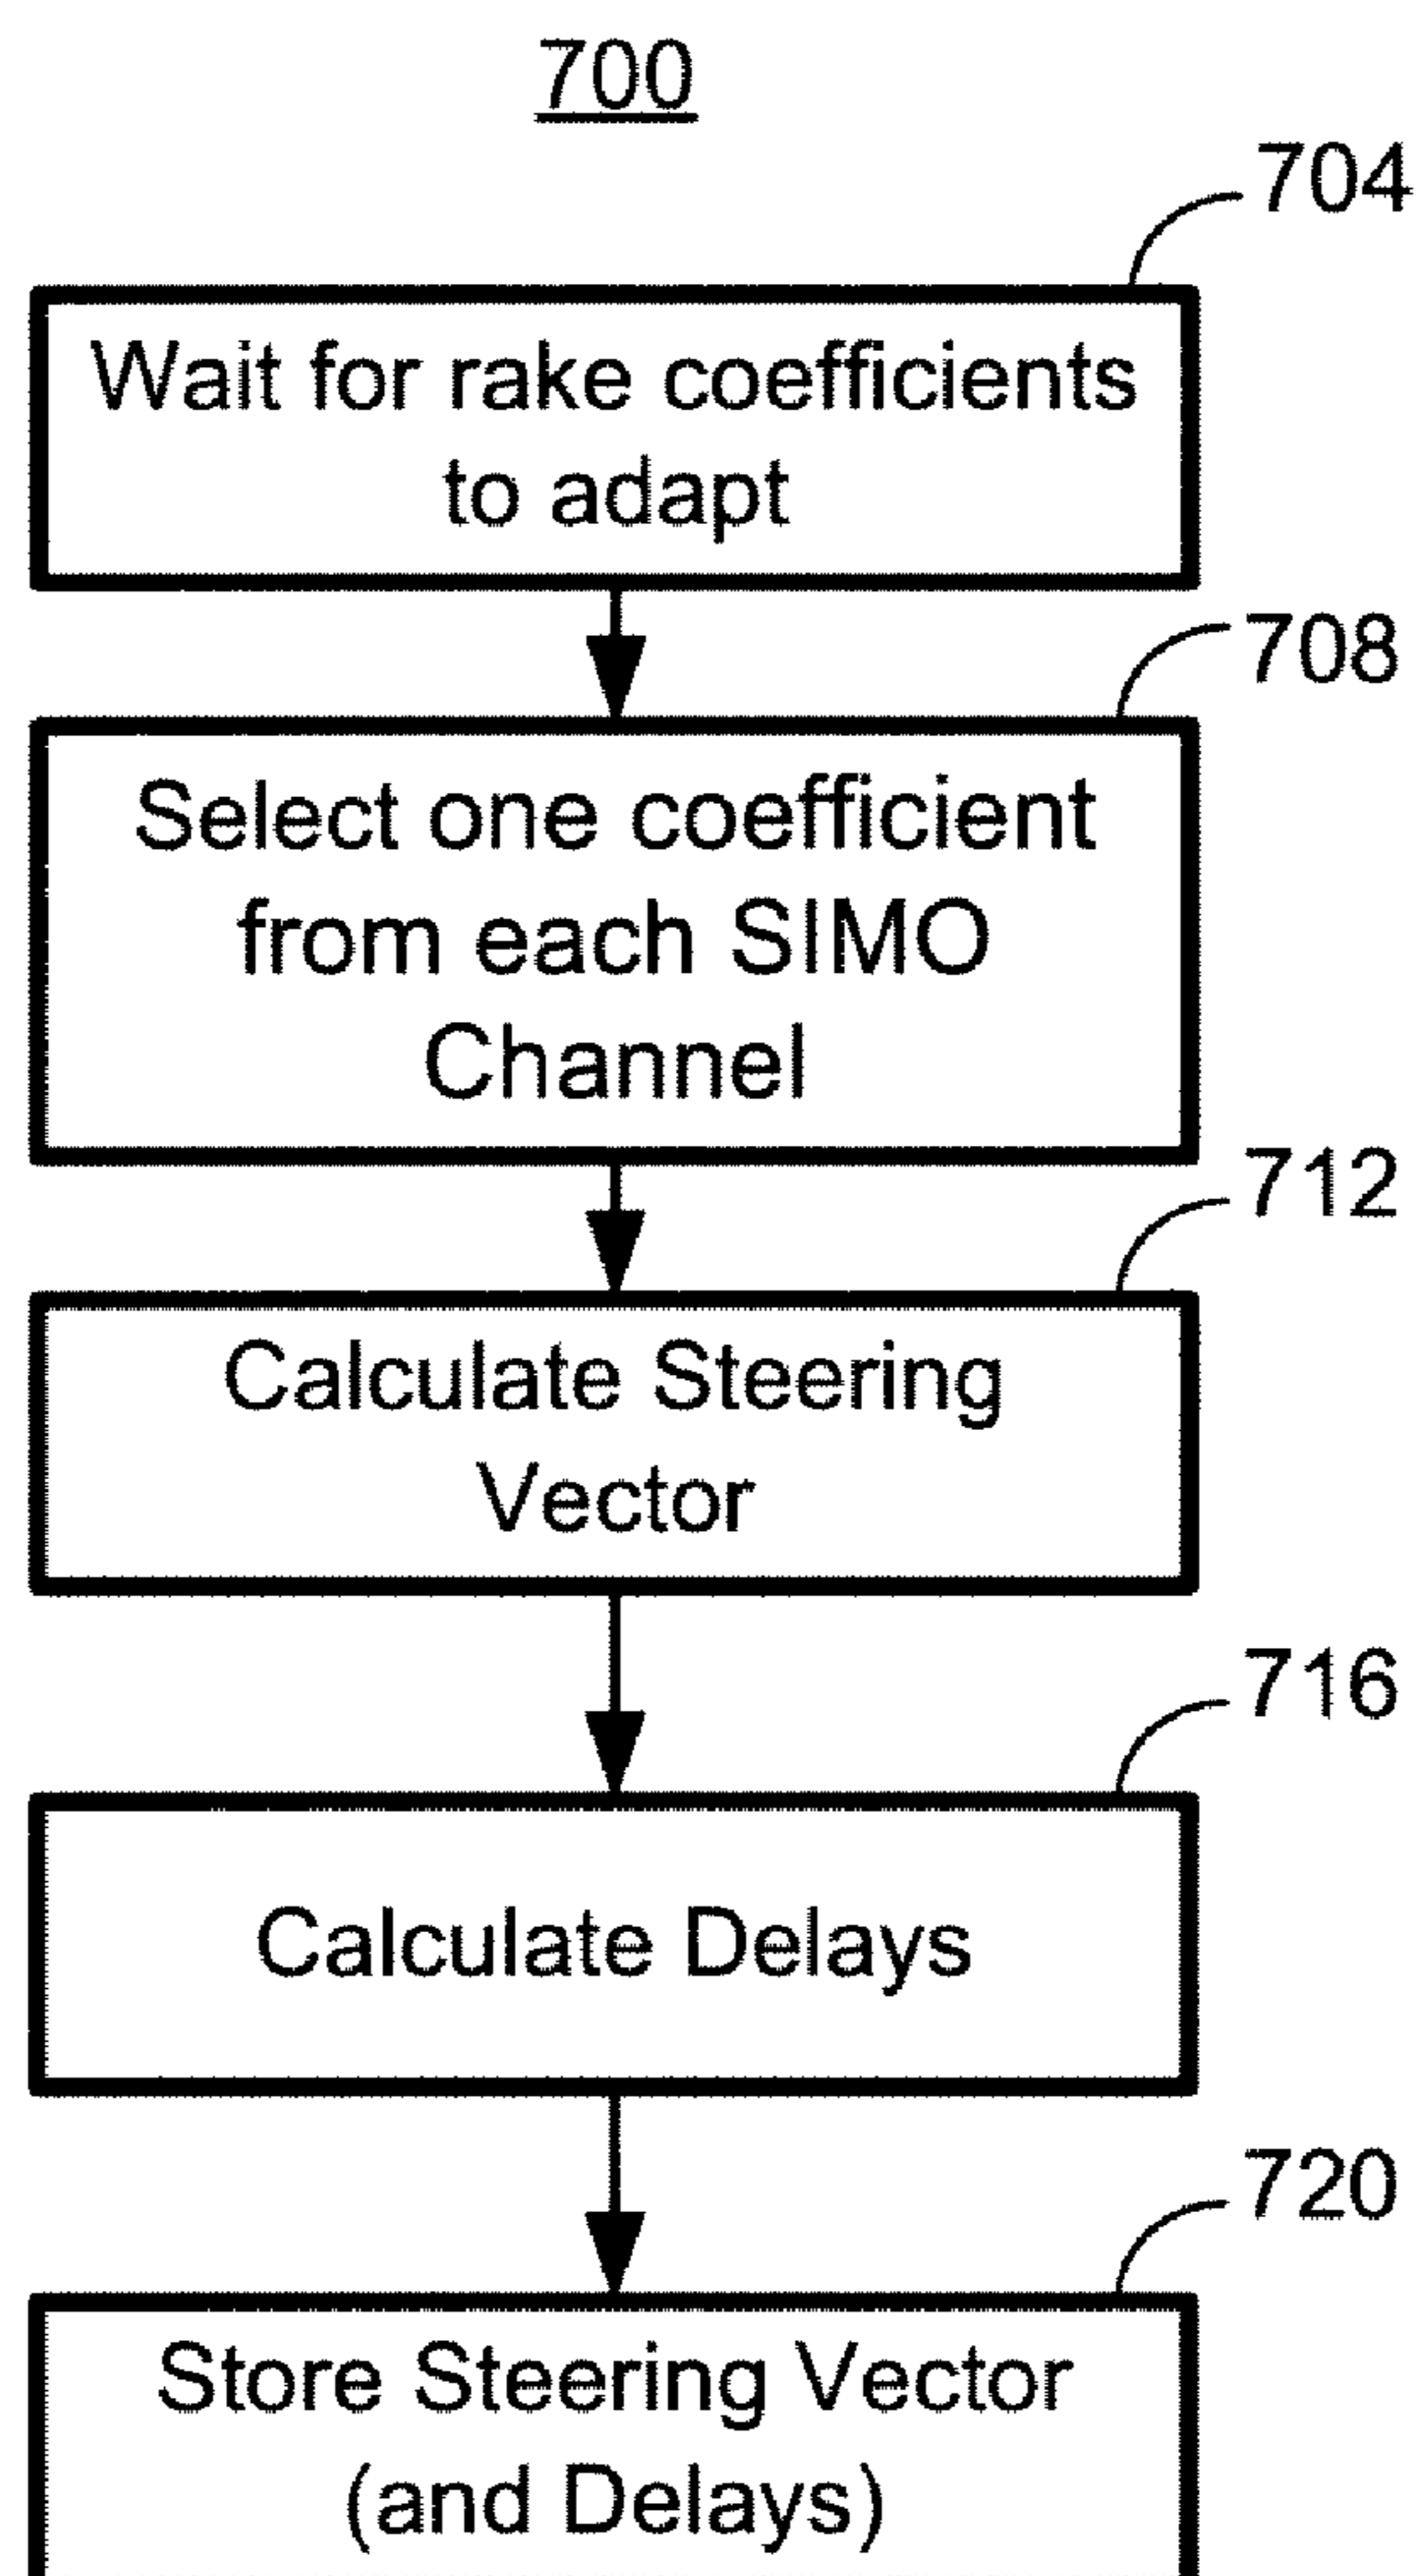 700
704
Wait for rake coefficients
to adapt
708
Select one coefficient
from each SIMO
Channel
712
Calculate Steering
Vector
716
Calculate Delays
720
Store Steering Vector
(and Delays)